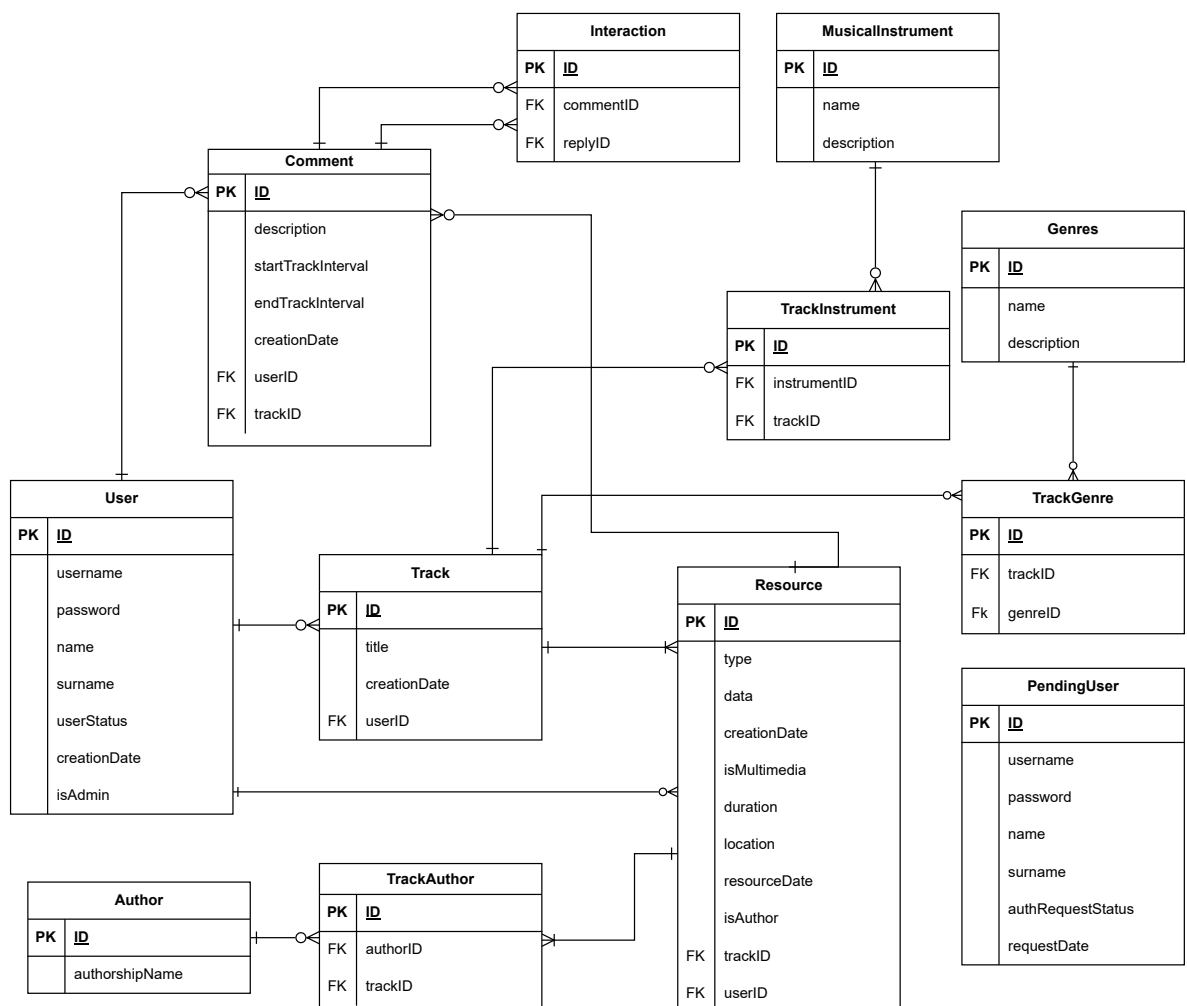 Interaction
PK ID
FK commentID
FK replyID
MusicalInstrument
PK ID
name
description
Comment
PK ID
description
startTrackInterval
endTrackInterval
creationDate
FK userID
FK trackID
Genres
PK ID
name
description
TrackInstrument
PK ID
FK instrumentID
FK trackID
User
PK ID
username
password
name
surname
userStatus
creationDate
isAdmin
Track
PK ID
title
creationDate
FK userID
Resource
PK ID
type
data
creationDate
isMultimedia
duration
location
resourceDate
isAuthor
FK trackID
FK userID
TrackGenre
PK ID
FK trackID
Fk genreID
PendingUser
PK ID
username
password
name
surname
authRequestStatus
requestDate
Author
PK ID
authorshipName
TrackAuthor
PK ID
FK authorID
FK trackID